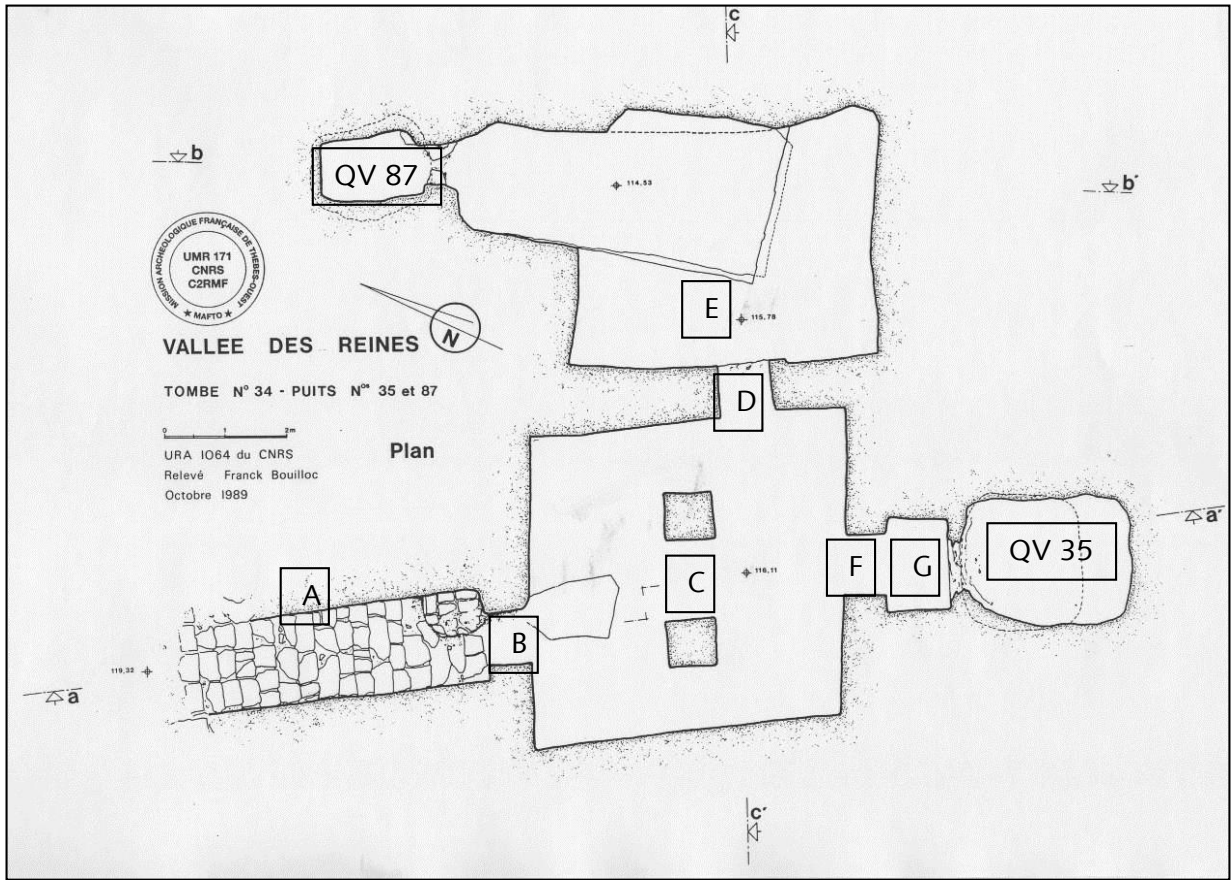 c
b
QV 87
114,53
b'
MISSION ARCHEOLOGIQUE FRANÇAISE DE THEBES-OUEST
UMR 171
CNRS
C2RMF
★ MAFTO ★
E
115,78
N
VALLEE DES REINES
TOMBE N° 34 - PUITS Nos 35 et 87
D
0 1 2m
URA 1064 du CNRS
Relevé Franck Bouilloc
Octobre 1989
Plan
a'
A
C
116,11
F
G
QV 35
B
119,32
a
c'